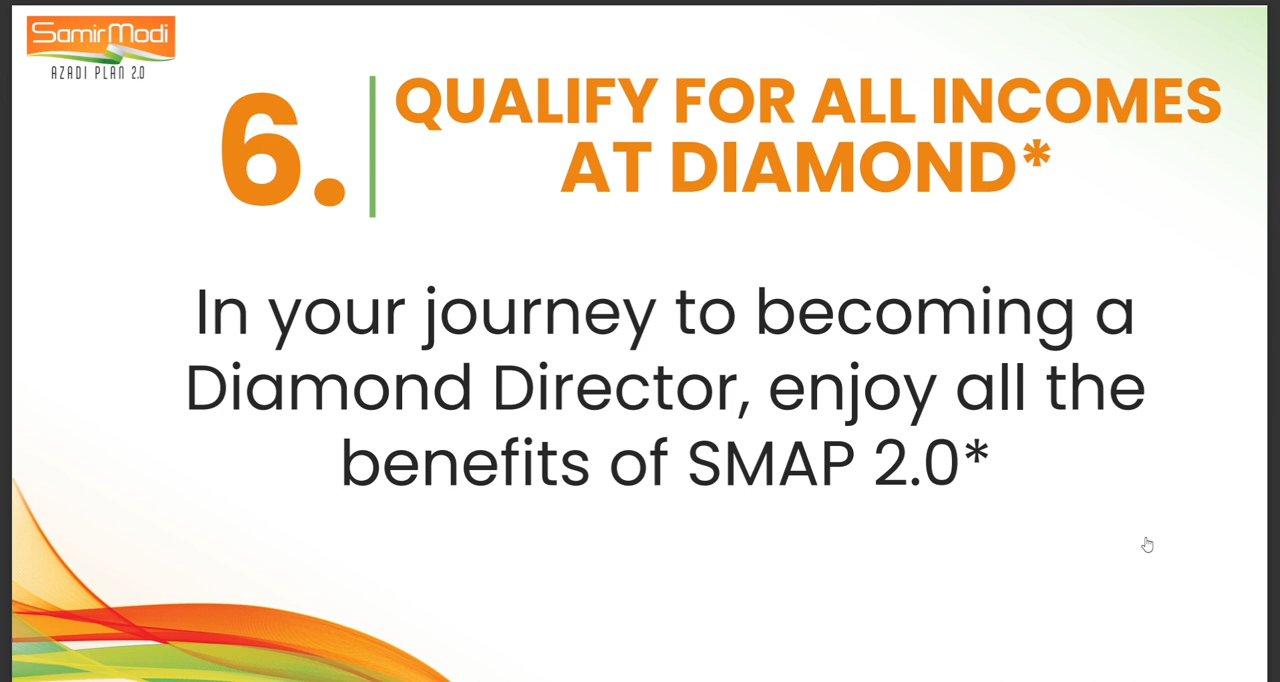 SamirModi
AZADI PLAN 2.0
6.
QUALIFY FOR ALL INCOMES
AT DIAMOND*
In your journey to becoming a
Diamond Director, enjoy all the
benefits of SMAP 2.0*